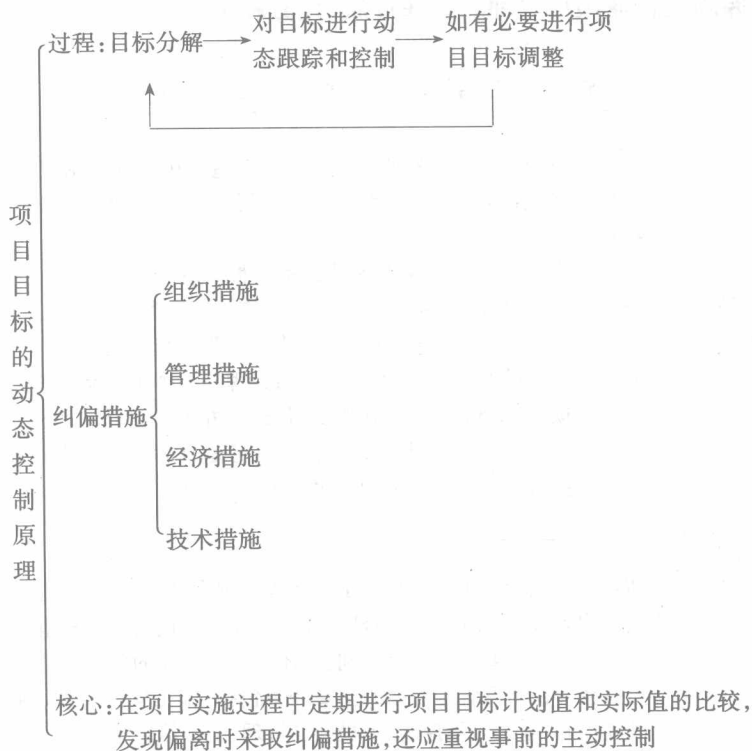 过程:目标分解
对目标进行动
态跟踪和控制
如有必要进行项
目目标调整
项目目标的动态控制原理
纠偏措施
组织措施
管理措施
经济措施
技术措施
核心:在项目实施过程中定期进行项目目标计划值和实际值的比较,
发现偏离时采取纠偏措施,还应重视事前的主动控制